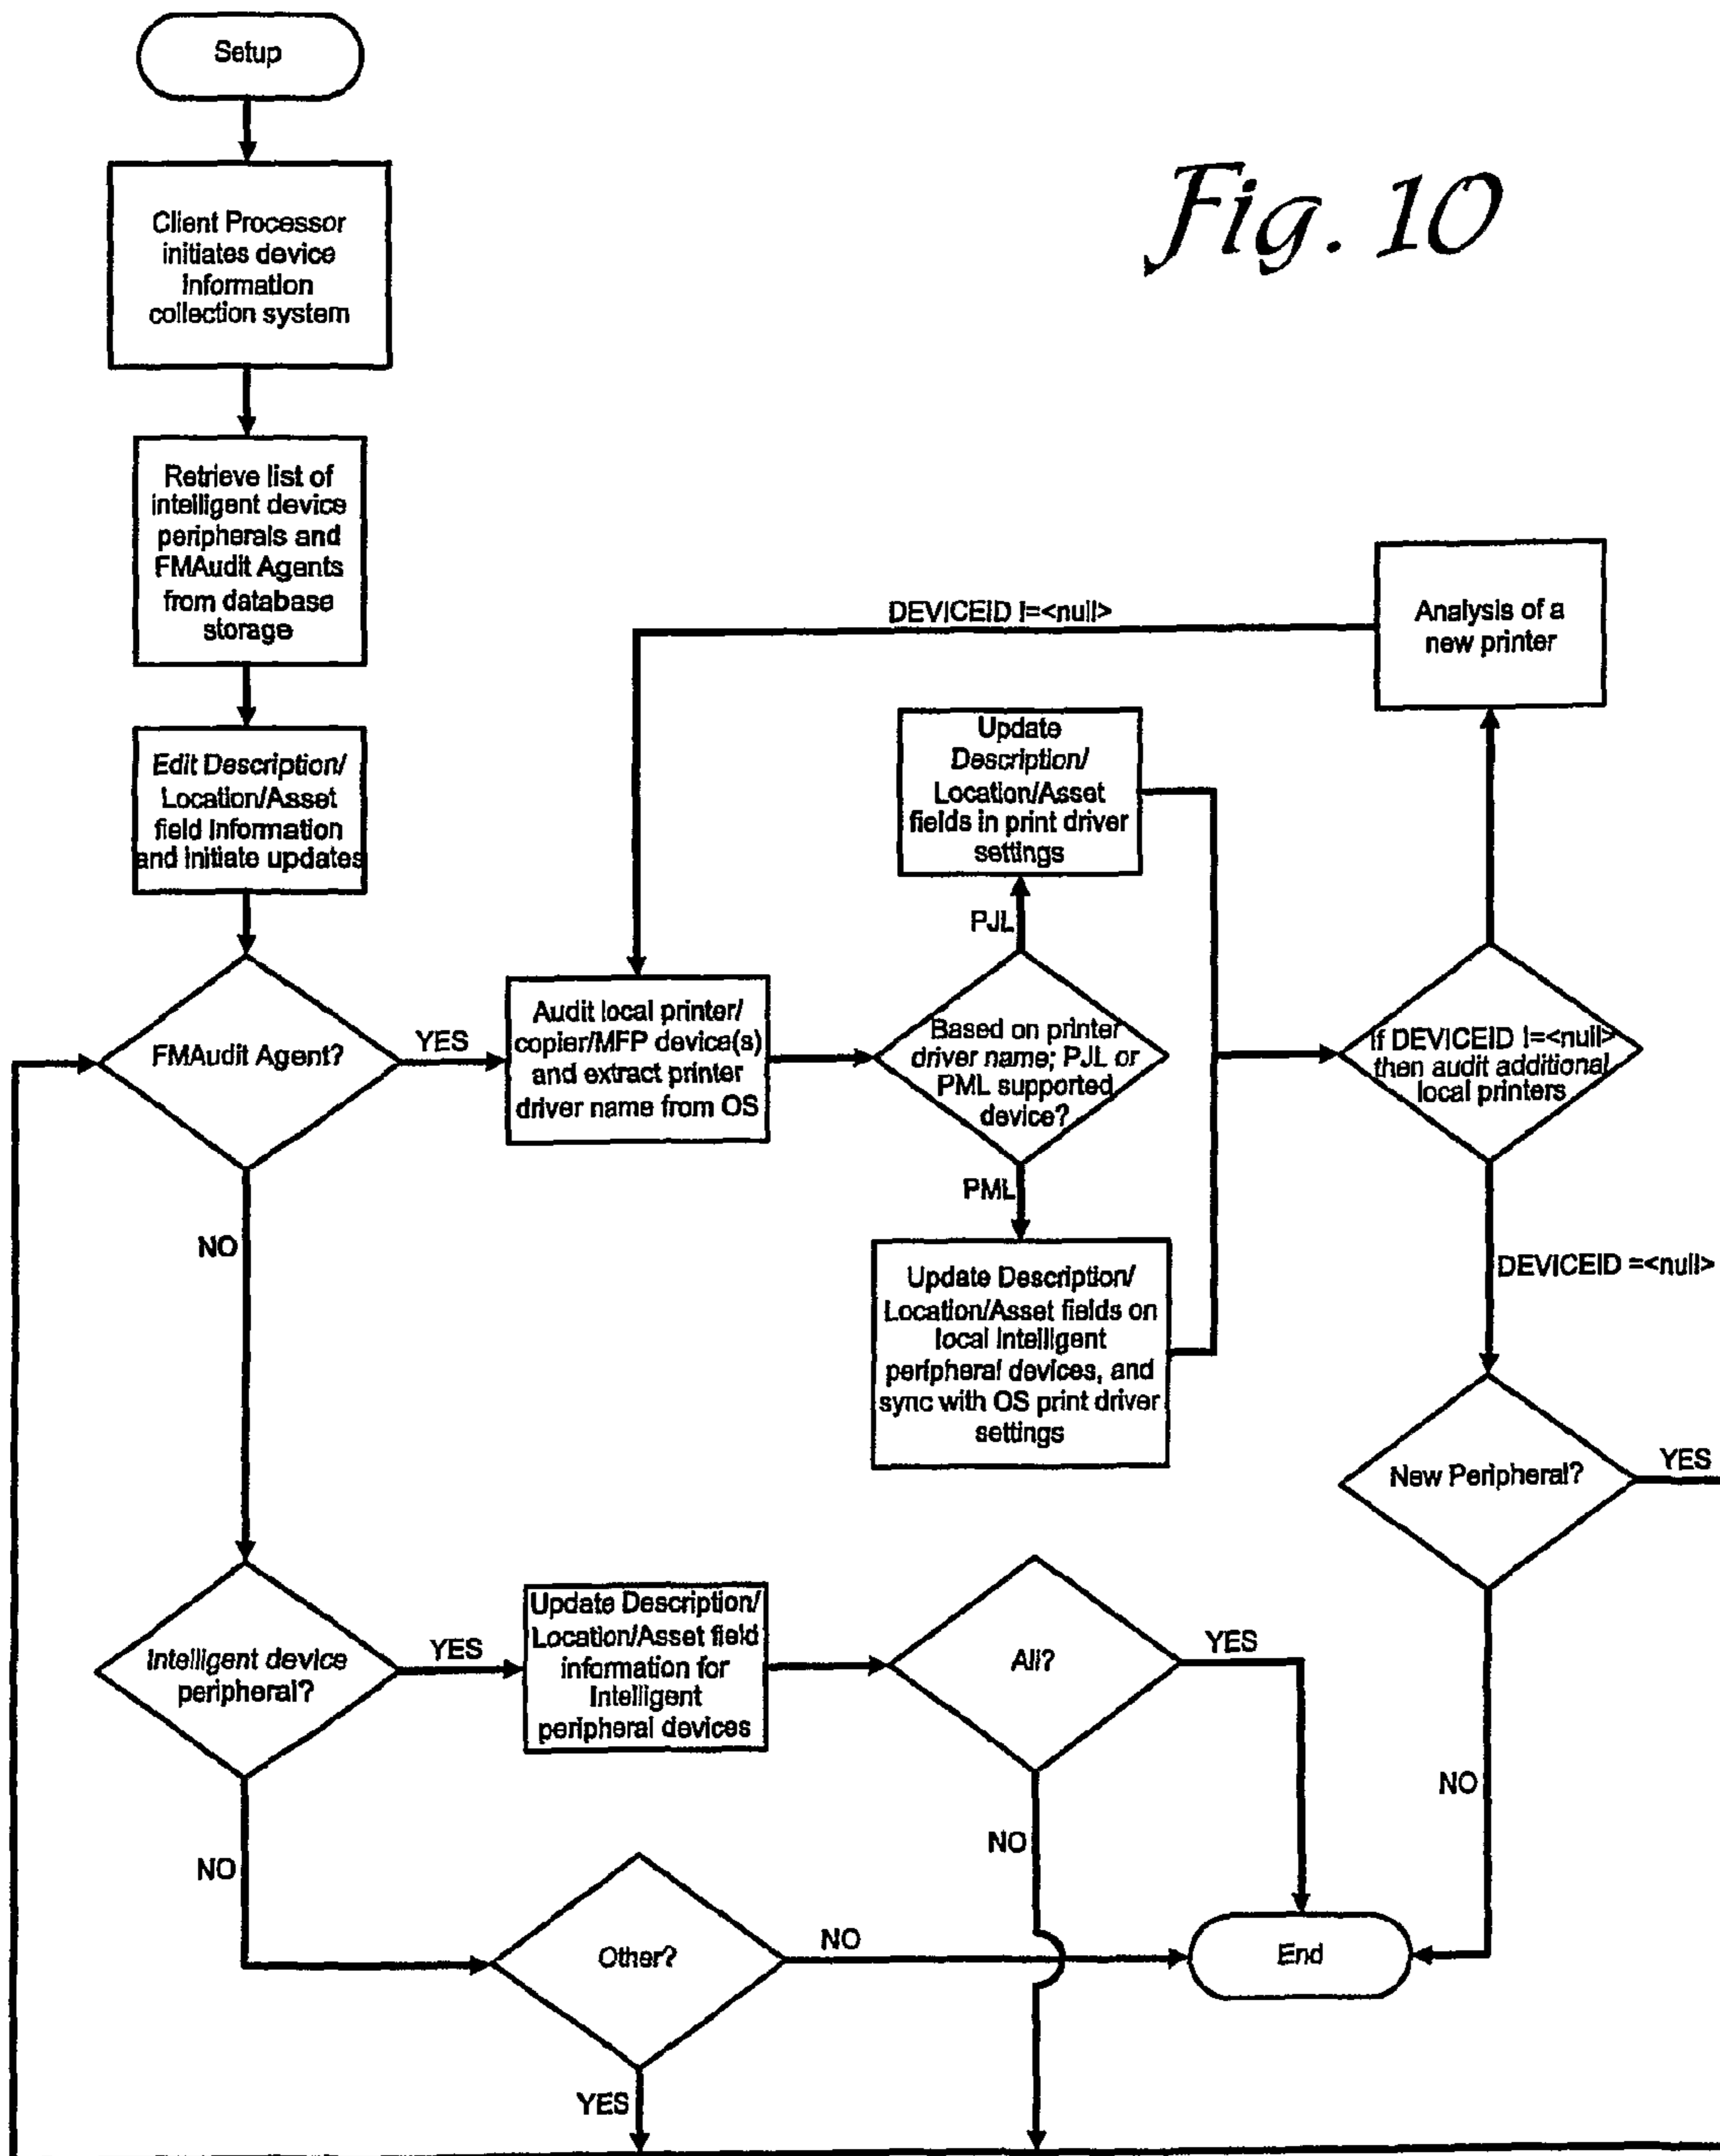 Setup
Fig. 10
Client Processor
initiates device
Information
collection system
Retrieve list of
intelligent device
peripherals and
FMAudit Agents
from database
storage
DEVICEID !=<null>
Analysis of a
new printer
Edit Description/
Location/Asset
field Information
and initiate updates
Update
Description/
Location/Asset
fields in print driver
settings
PJL
FMAudit Agent?
YES
Audit local printer/
copier/MFP device(s)
and extract printer
driver name from OS
Based on printer
driver name; PJL or
PML supported
device?
If DEVICEID !=<null>
then audit additional
local printers
PML
NO
DEVICEID =<null>
Update Description/
Location/Asset fields on
local Intelligent
peripheral devices, and
sync with OS print driver
settings
New Peripheral?
YES
Intelligent device
peripheral?
YES
Update Description/
Location/Asset field
information for
Intelligent
peripheral devices
All?
YES
NO
NO
NO
Other?
NO
End
YES